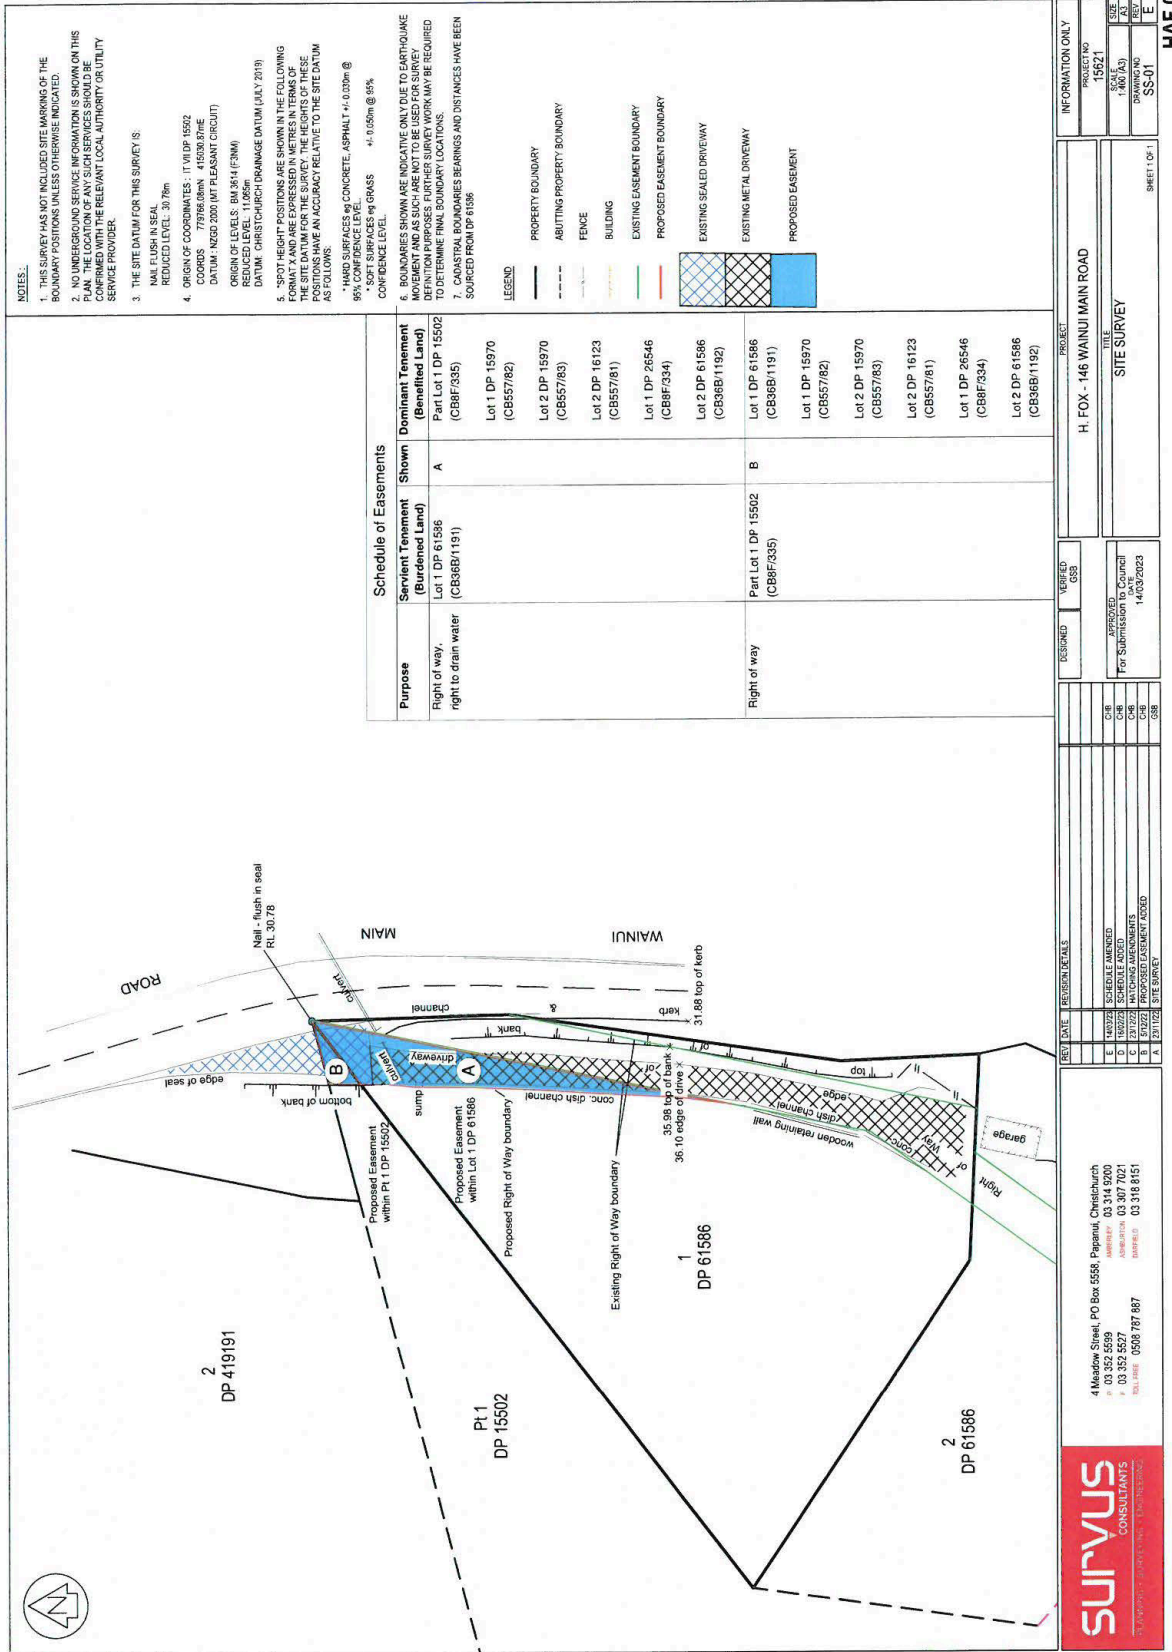 NOTES :
1. THIS SURVEY HAS NOT INCLUDED SITE MARKING OF THE
BOUNDARY POSITIONS UNLESS OTHERWISE INDICATED.
2. NO UNDERGROUND SERVICE INFORMATION IS SHOWN ON THIS
PLAN. THE LOCATION OF ANY SUCH SERVICES SHOULD BE
CONFIRMED WITH THE RELEVANT LOCAL AUTHORITY OR UTILITY
SERVICE PROVIDER.
3. THE SITE DATUM FOR THIS SURVEY IS:
NAIL FLUSH IN SEAL
REDUCED LEVEL: 30.78m
4. ORIGIN OF COORDINATES : IT VII DP 15502
COORDS 779766.08mN 415030.87mE
DATUM : NZGD 2000 (MT PLEASANT CIRCUIT)
ORIGIN OF LEVELS: BM 3614 (F3NM)
REDUCED LEVEL: 11.065m
DATUM: CHRISTCHURCH DRAINAGE DATUM (JULY 2019)
5. "SPOT HEIGHT" POSITIONS ARE SHOWN IN THE FOLLOWING
FORMAT X AND ARE EXPRESSED IN METRES IN TERMS OF
THE SITE DATUM FOR THE SURVEY. THE HEIGHTS OF THESE
POSITIONS HAVE AN ACCURACY RELATIVE TO THE SITE DATUM
AS FOLLOWS:
* HARD SURFACES eg CONCRETE, ASPHALT +/- 0.030m @
95% CONFIDENCE LEVEL.
* SOFT SURFACES eg GRASS +/- 0.050m @ 95%
CONFIDENCE LEVEL.
6. BOUNDARIES SHOWN ARE INDICATIVE ONLY DUE TO EARTHQUAKE
MOVEMENT AND AS SUCH ARE NOT TO BE USED FOR SURVEY
DEFINITION PURPOSES. FURTHER SURVEY WORK MAY BE REQUIRED
TO DETERMINE FINAL BOUNDARY LOCATIONS.
7. CADASTRAL BOUNDARIES BEARINGS AND DISTANCES HAVE BEEN
SOURCED FROM DP 61586
LEGEND
PROPERTY BOUNDARY
ABUTTING PROPERTY BOUNDARY
FENCE
BUILDING
EXISTING EASEMENT BOUNDARY
PROPOSED EASEMENT BOUNDARY
EXISTING SEALED DRIVEWAY
EXISTING METAL DRIVEWAY
PROPOSED EASEMENT
Schedule of Easements
Purpose
Servient Tenement
(Burdened Land)
Shown
Dominant Tenement
(Benefited Land)
Right of way,
right to drain water
Lot 1 DP 61586
(CB36B/1191)
A
Part Lot 1 DP 15502
(CB8F/335)
Lot 1 DP 15970
(CB557/82)
Lot 2 DP 15970
(CB557/83)
Lot 2 DP 16123
(CB557/81)
Lot 1 DP 26546
(CB8F/334)
Lot 2 DP 61586
(CB36B/1192)
Right of way
Part Lot 1 DP 15502
(CB8F/335)
B
Lot 1 DP 61586
(CB36B/1191)
Lot 1 DP 15970
(CB557/82)
Lot 2 DP 15970
(CB557/83)
Lot 2 DP 16123
(CB557/81)
Lot 1 DP 26546
(CB8F/334)
Lot 2 DP 61586
(CB36B/1192)
N
ROAD
MAIN
WAINUI
Nail - flush in seal
RL 30.78
edge of seal
bottom of bank
culvert
culvert
channel
&
kerb
31.88 top of kerb
bank
of
top
B
A
driveway
sump
conc. dish channel
Proposed Easement
within Pt 1 DP 15502
Proposed Easement
within Lot 1 DP 61586
Proposed Right of Way boundary
Existing Right of Way boundary
35.98 top of bank
36.10 edge of drive
of
edge
dish channel
conc
wooden retaining wall
Way
of
Right
garage
2
DP 419191
Pt 1
DP 15502
1
DP 61586
2
DP 61586
survus
CONSULTANTS
PLANNING • SURVEYING • ENGINEERING
4 Meadow Street, PO Box 5558, Papanui, Christchurch
P 03 352 5599 AMBERLEY 03 314 9200
F 03 352 5527 ASHBURTON 03 307 7021
TOLL FREE 0508 787 887 DARFIELD 03 318 8151
REV DATE REVISION DETAILS
E 14/03/23 SCHEDULE AMENDED CHB
D 16/02/23 SCHEDULE ADDED CHB
C 23/12/22 HATCHING AMENDMENTS CHB
B 5/12/22 PROPOSED EASEMENT ADDED CHB
A 23/11/22 SITE SURVEY GSB
DESIGNED
VERIFIED
GSB
APPROVED
For Submission to Council
DATE
14/03/2023
PROJECT
H. FOX - 146 WAINUI MAIN ROAD
TITLE
SITE SURVEY
SHEET 1 OF 1
INFORMATION ONLY
PROJECT NO
15621
SCALE
1:400 (A3)
SIZE
A3
DRAWING NO
SS-01
REV
E